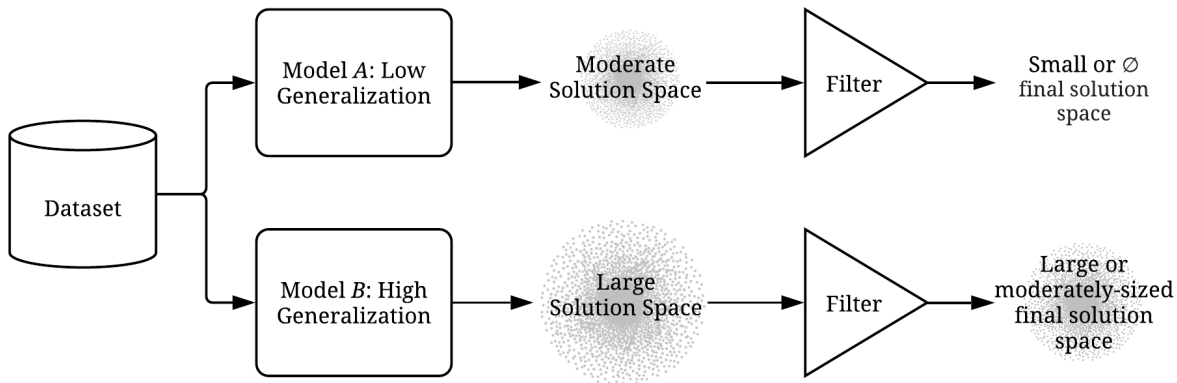 Dataset
Model A: Low
Generalization
Moderate
Solution Space
Filter
Small or ∅
final solution
space
Model B: High
Generalization
Large
Solution Space
Filter
Large or
moderately-sized
final solution
space